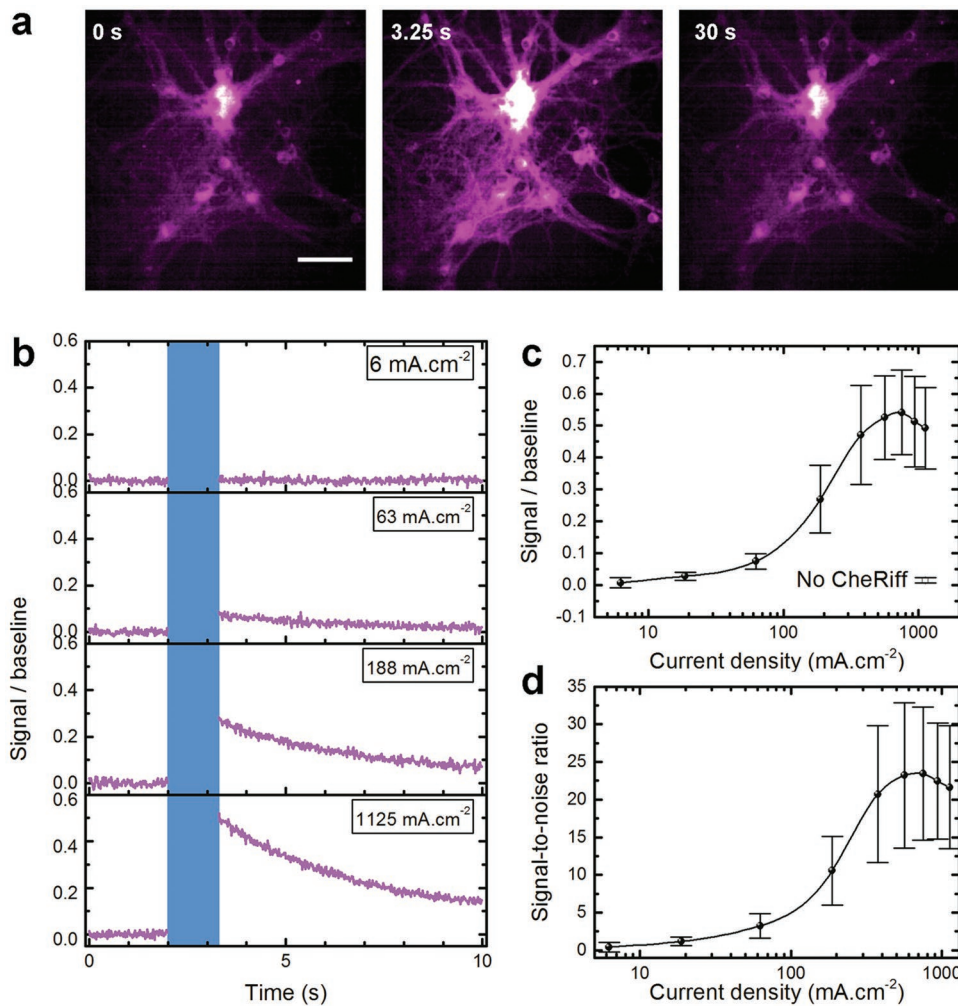 a
0 s
3.25 s
30 s
b
0.6
0.4
0.2
0.0
6 mA.cm-2
0.6
0.4
0.2
0.0
63 mA.cm-2
0.6
0.4
0.2
0.0
188 mA.cm-2
0.6
0.4
0.2
0.0
1125 mA.cm-2
Signal / baseline
0 5 10
Time (s)
c
0.7
0.6
0.5
0.4
0.3
0.2
0.1
0.0
-0.1
Signal / baseline
No CheRiff
10 100 1000
Current density (mA.cm-2)
d
35
30
25
20
15
10
5
0
Signal-to-noise ratio
10 100 1000
Current density (mA.cm-2)